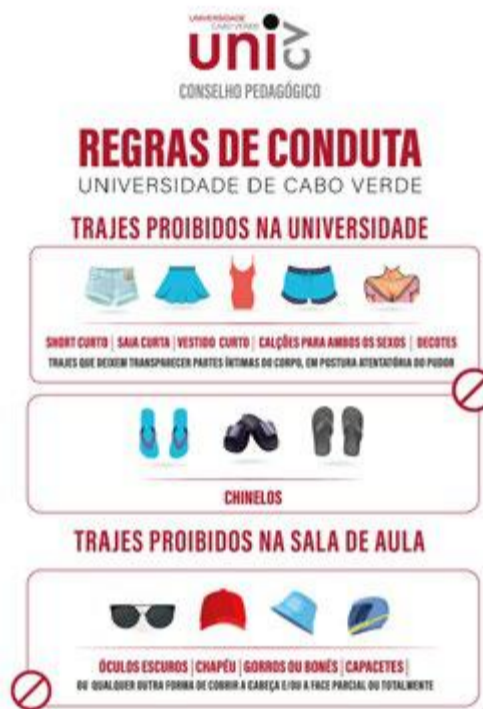 UNIVERSIDADE
CABO VERDE
uni cv
CONSELHO PEDAGÓGICO
REGRAS DE CONDUTA
UNIVERSIDADE DE CABO VERDE
TRAJES PROIBIDOS NA UNIVERSIDADE
SHORT CURTO | SAIA CURTA | VESTIDO CURTO | CALÇÕES PARA AMBOS OS SEXOS | DECOTES
TRAJES QUE DEIXEM TRANSPARECER PARTES ÍNTIMAS DO CORPO, EM POSTURA ATENTATÓRIA DO PUDOR
CHINELOS
TRAJES PROIBIDOS NA SALA DE AULA
ÓCULOS ESCUROS | CHAPÉU | GORROS OU BONÉS | CAPACETES |
OU QUALQUER OUTRA FORMA DE COBRIR A CABEÇA E/OU A FACE PARCIAL OU TOTALMENTE